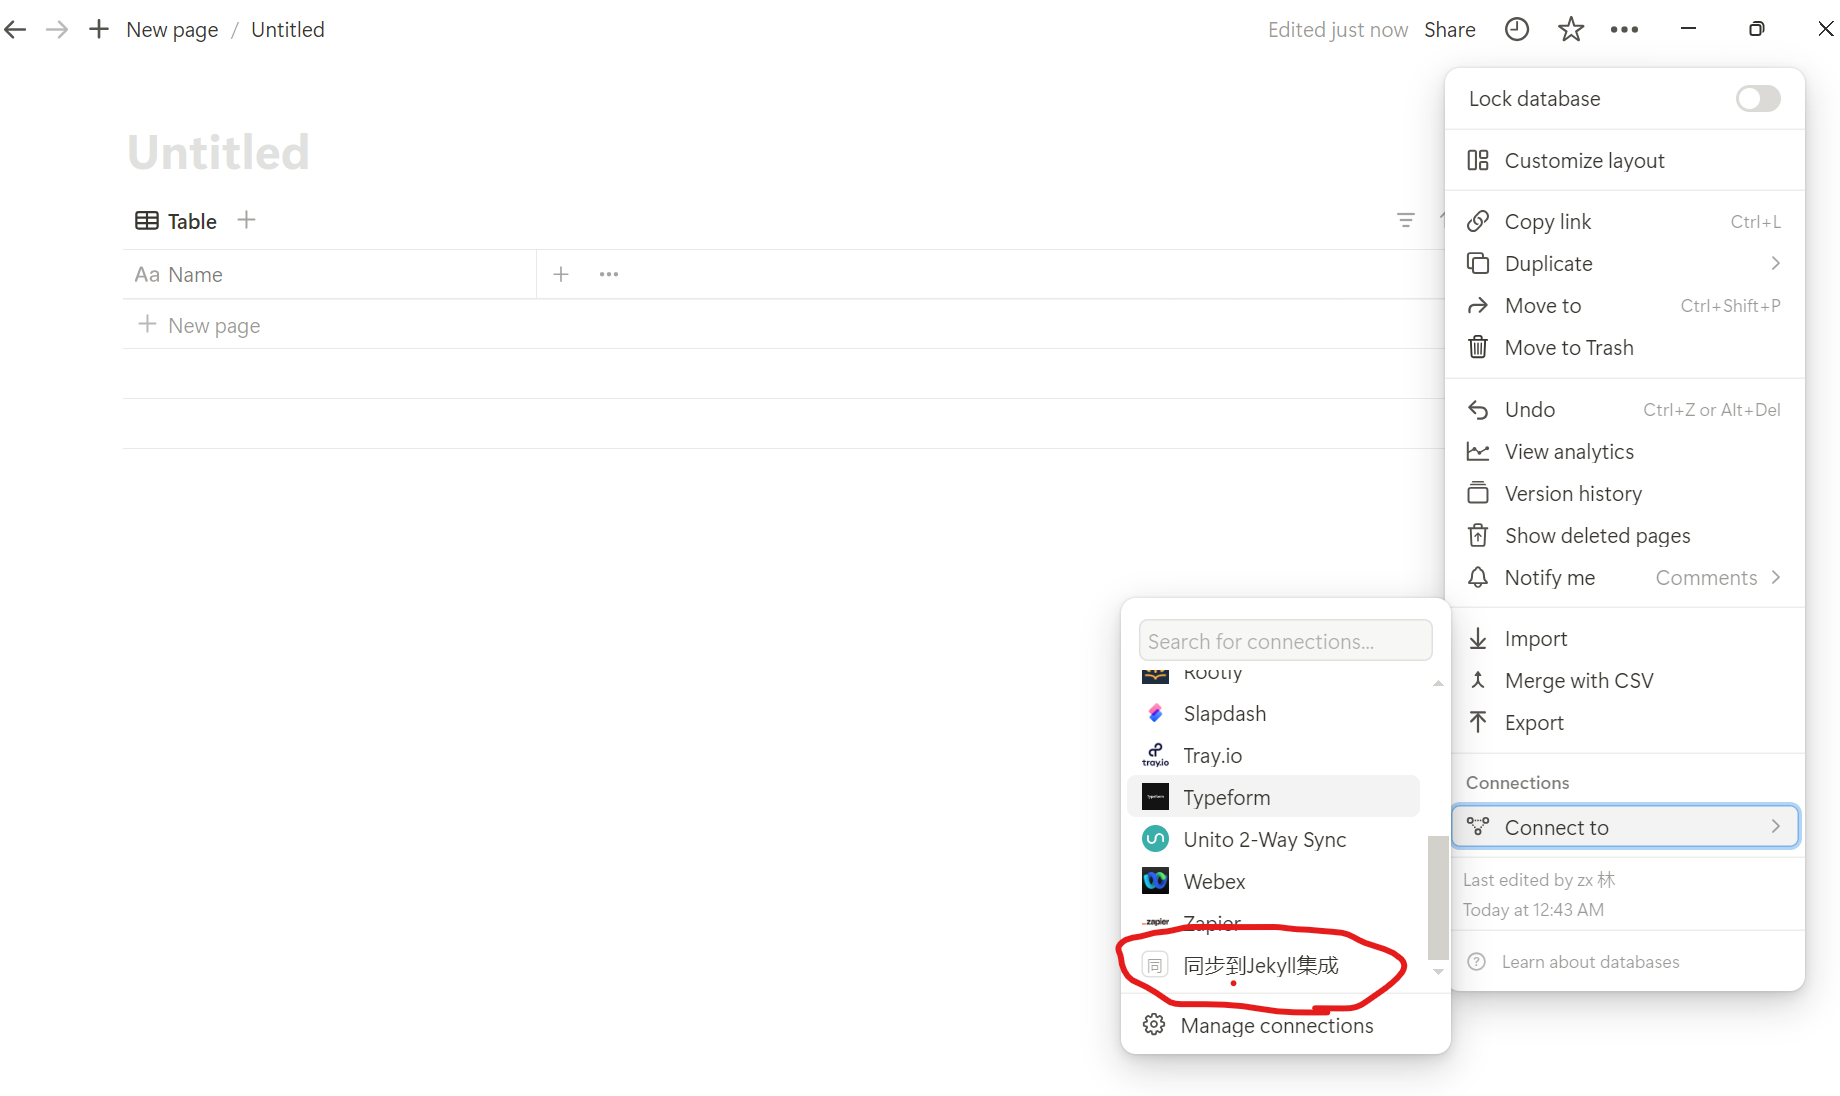 New page / Untitled
Edited just now Share
Untitled
Table
Aa Name
New page
Lock database
Customize layout
Copy link Ctrl+L
Duplicate
Move to Ctrl+Shift+P
Move to Trash
Undo Ctrl+Z or Alt+Del
View analytics
Version history
Show deleted pages
Notify me Comments
Import
Merge with CSV
Export
Connections
Connect to
Last edited by zx 林
Today at 12:43 AM
Learn about databases
Search for connections...
Rootly
Slapdash
tray.io Tray.io
Typeform Typeform
Unito 2-Way Sync
Webex
zapier Zapier
同 同步到Jekyll集成
Manage connections